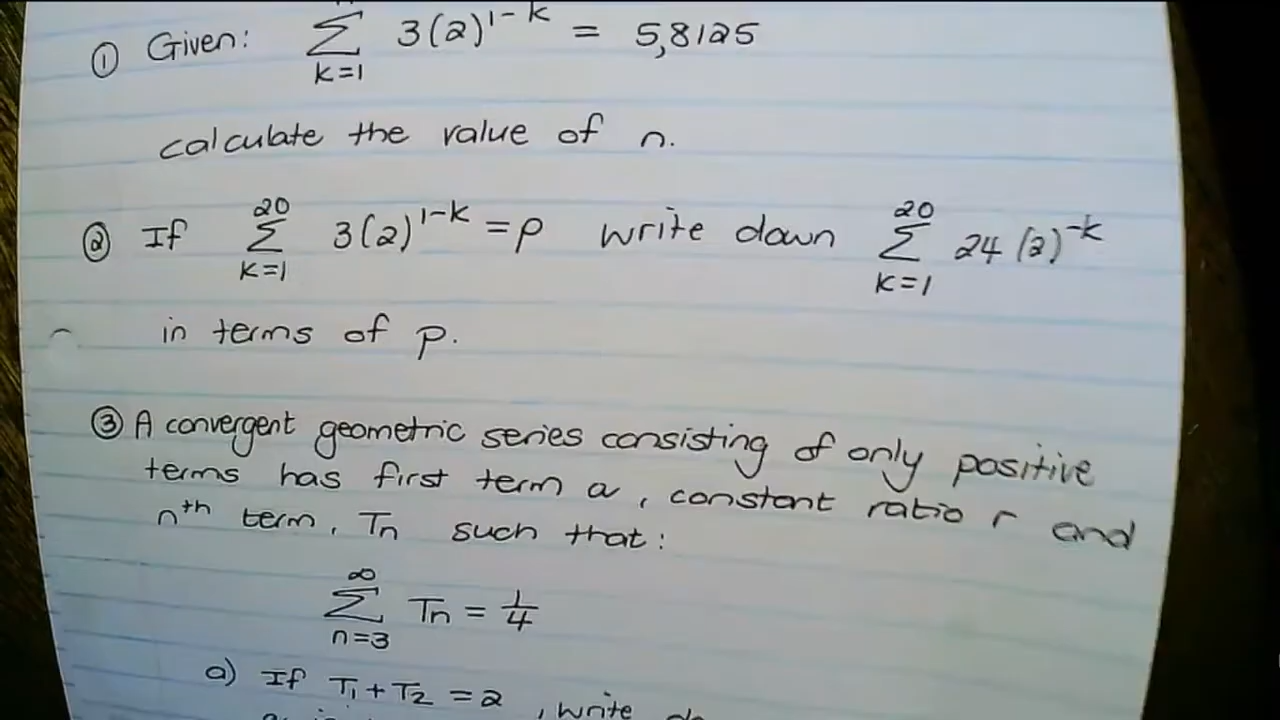 ① Given: ∑ k=1 3(2)^{1-k} = 5,8125
calculate the value of n.
② If ∑_{k=1}^{20} 3(2)^{1-k} = p write down ∑_{k=1}^{20} 24(2)^{-k}
in terms of p.
③ A convergent geometric series consisting of only positive
terms has first term a, constant ratio r and
n^{th} term, Tn such that:
∑_{n=3}^{∞} Tn = 1/4
a) If T₁ + T₂ = 2, write